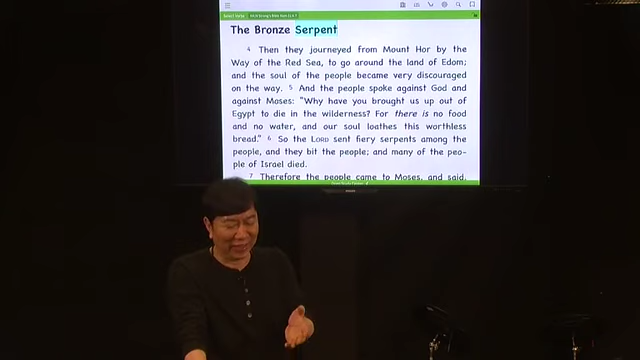 The Bronze Serpent
4 Then they journeyed from Mount Hor by the
Way of the Red Sea, to go around the land of Edom;
and the soul of the people became very discouraged
on the way. 5 And the people spoke against God and
against Moses: "Why have you brought us up out of
Egypt to die in the wilderness? For there is no food
and no water, and our soul loathes this worthless
bread." 6 So the LORD sent fiery serpents among the
people, and they bit the people; and many of the peo-
ple of Israel died.
7 Therefore the people came to Moses, and said,